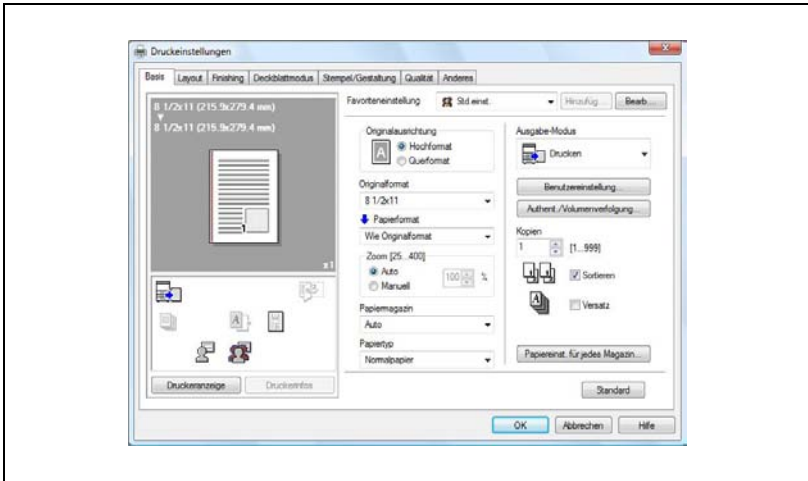 Druckeinstellungen
Basis Layout Finishing Deckblattmodus Stempel/Gestaltung Qualität Anderes
8 1/2x11 (215.9x279.4 mm)
8 1/2x11 (215.9x279.4 mm)
x1
Druckeranzeige Druckerinfos
Favoriteneinstellung Std.einst. Hinzufüg... Bearb...
Originalausrichtung
Hochformat
Querformat
Originalformat
8 1/2x11
Papierformat
Wie Originalformat
Zoom [25...400]
Auto
Manuell
100 %
Papiermagazin
Auto
Papiertyp
Normalpapier
Ausgabe-Modus
Drucken
Benutzereinstellung...
Authent./Volumenverfolgung...
Kopien
1 [1...999]
Sortieren
Versatz
Papiereinst. für jedes Magazin...
Standard
OK Abbrechen Hilfe